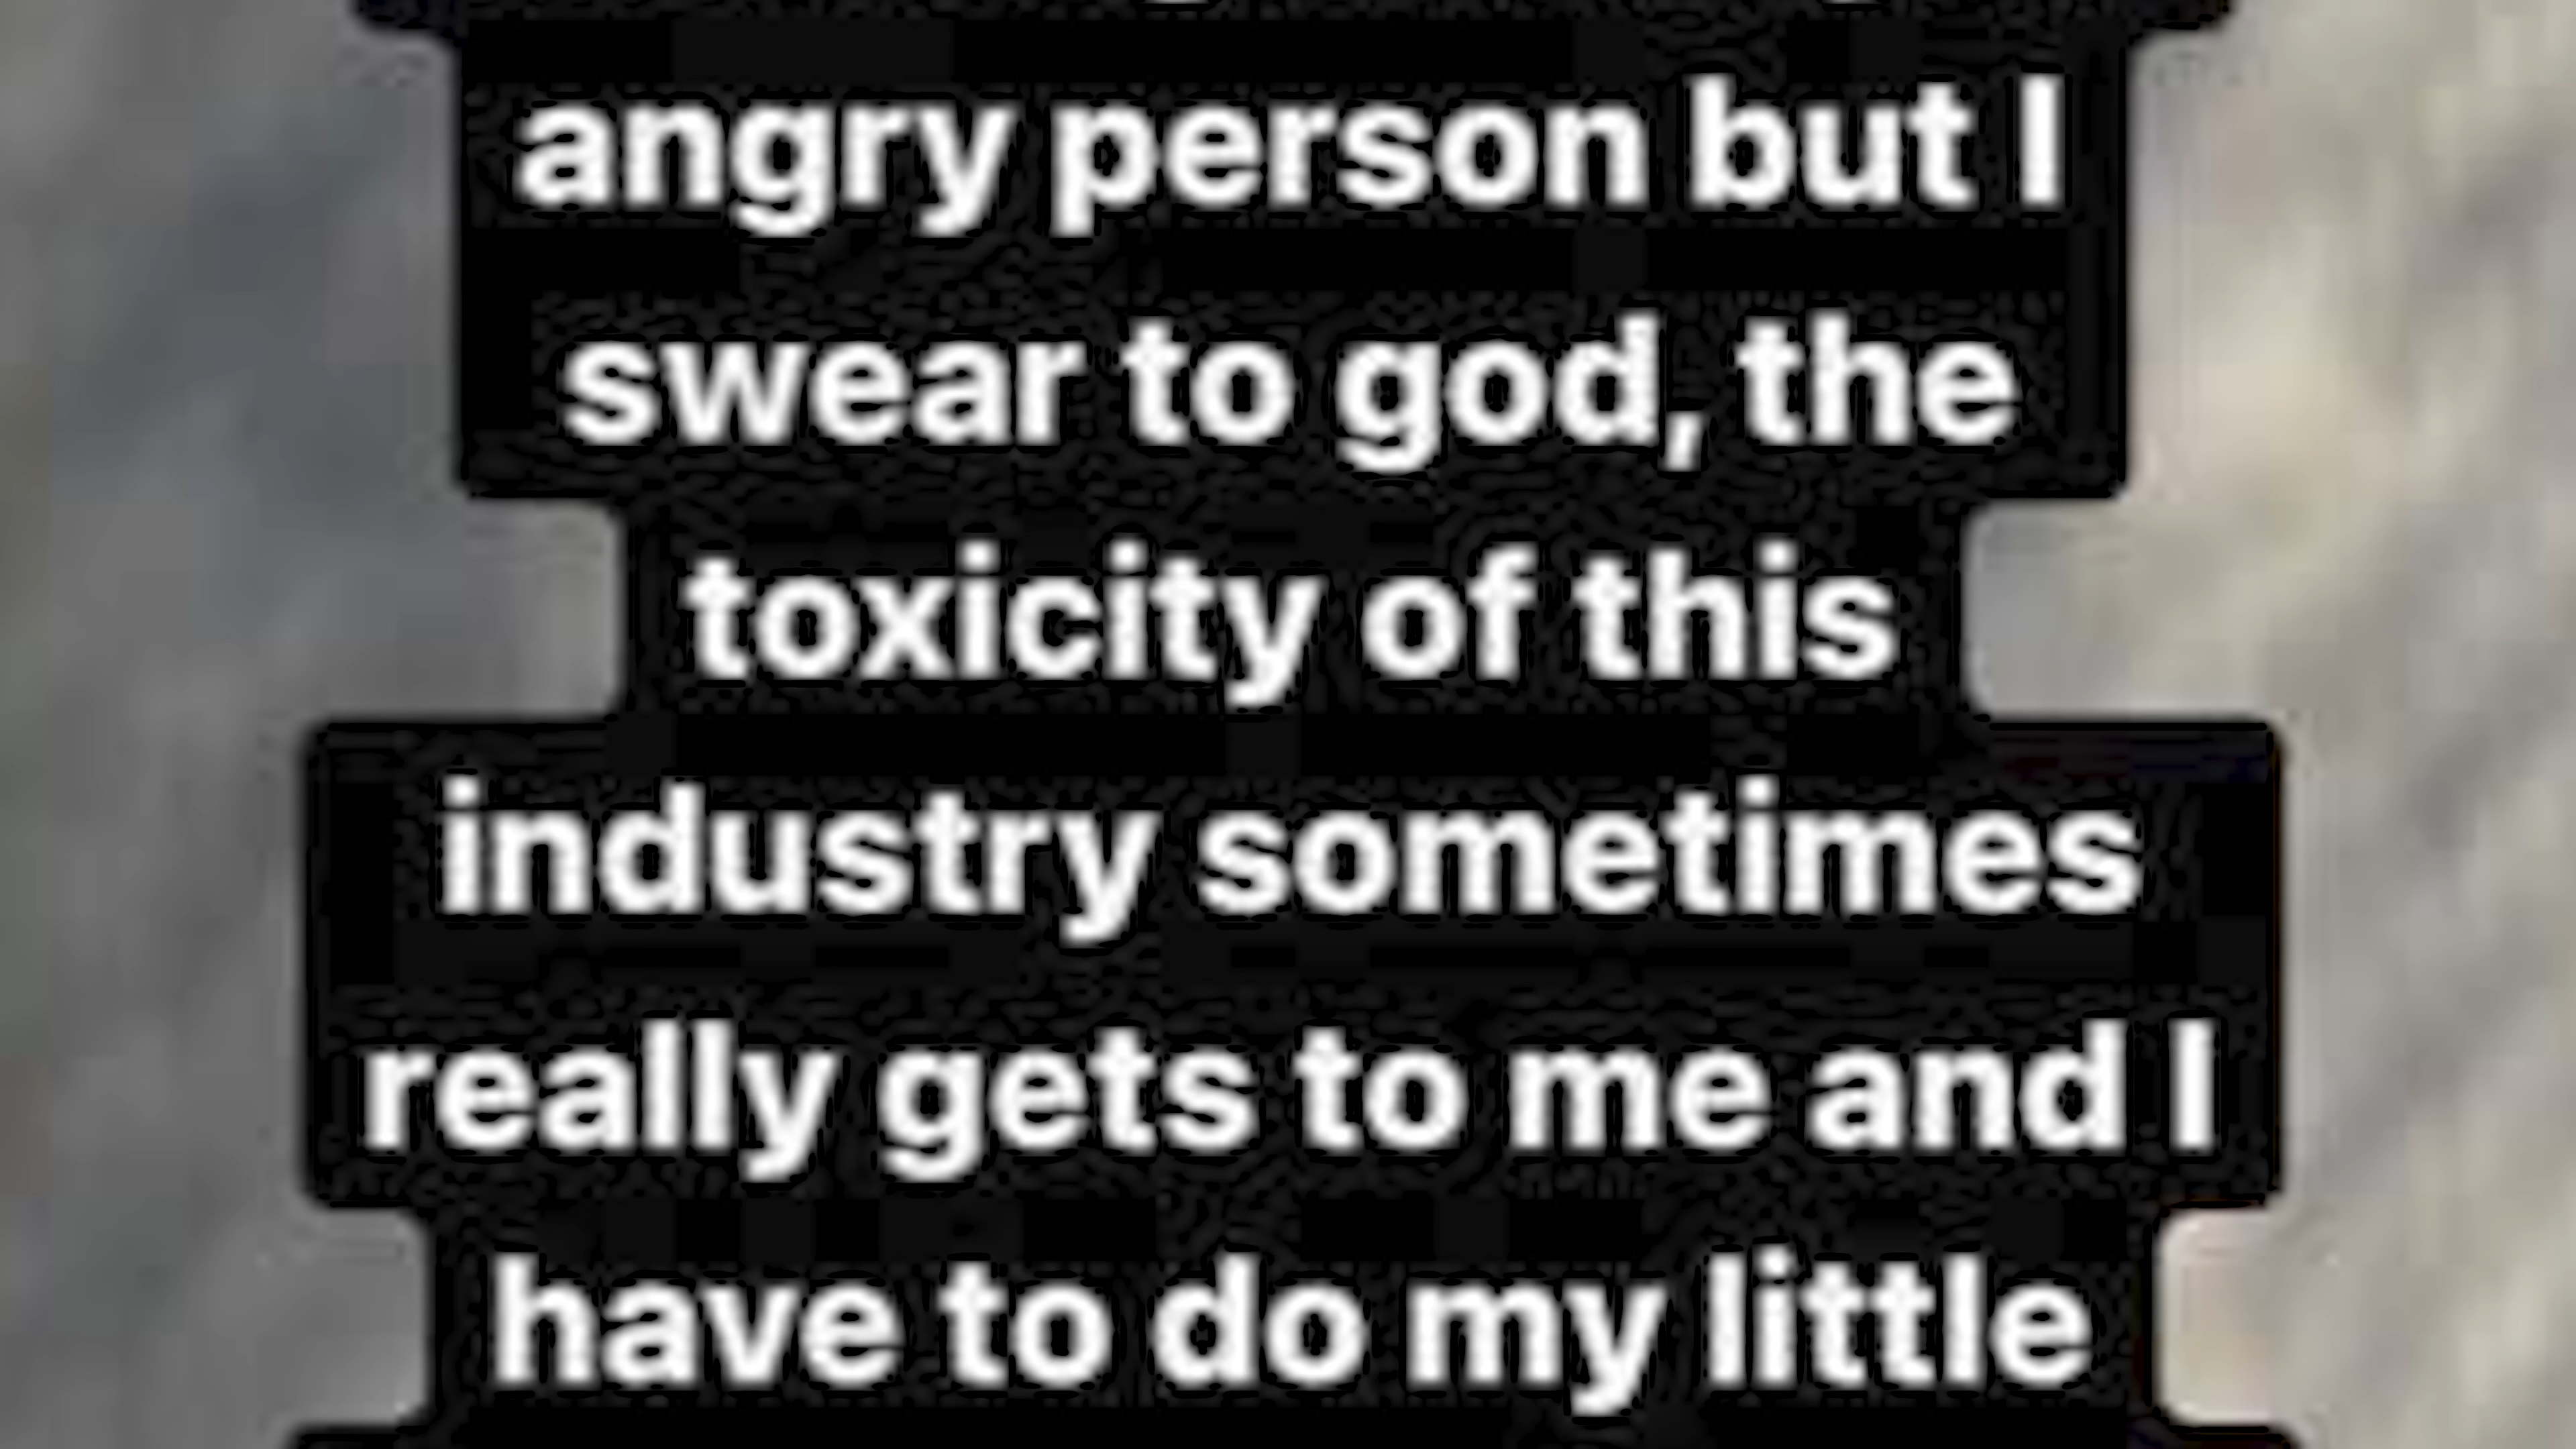 angry person but I
swear to god, the
toxicity of this
industry sometimes
really gets to me and I
have to do my little